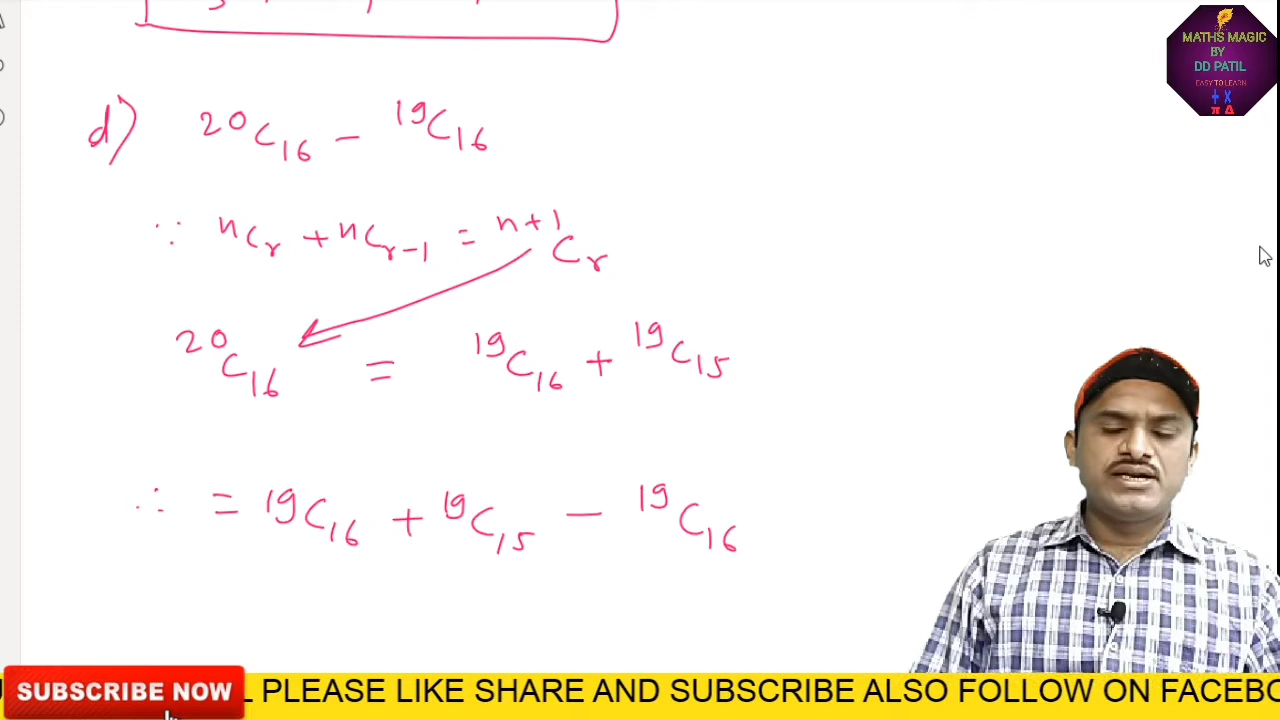 MATHS MAGIC
BY
DD PATIL
EASY TO LEARN
+ X
π Δ
d) ²⁰C₁₆ − ¹⁹C₁₆
∵ ⁿCᵣ + ⁿCᵣ₋₁ = ⁿ⁺¹Cᵣ
²⁰C₁₆ = ¹⁹C₁₆ + ¹⁹C₁₅
∴ = ¹⁹C₁₆ + ¹⁹C₁₅ − ¹⁹C₁₆
SUBSCRIBE NOW
L PLEASE LIKE SHARE AND SUBSCRIBE ALSO FOLLOW ON FACEBO